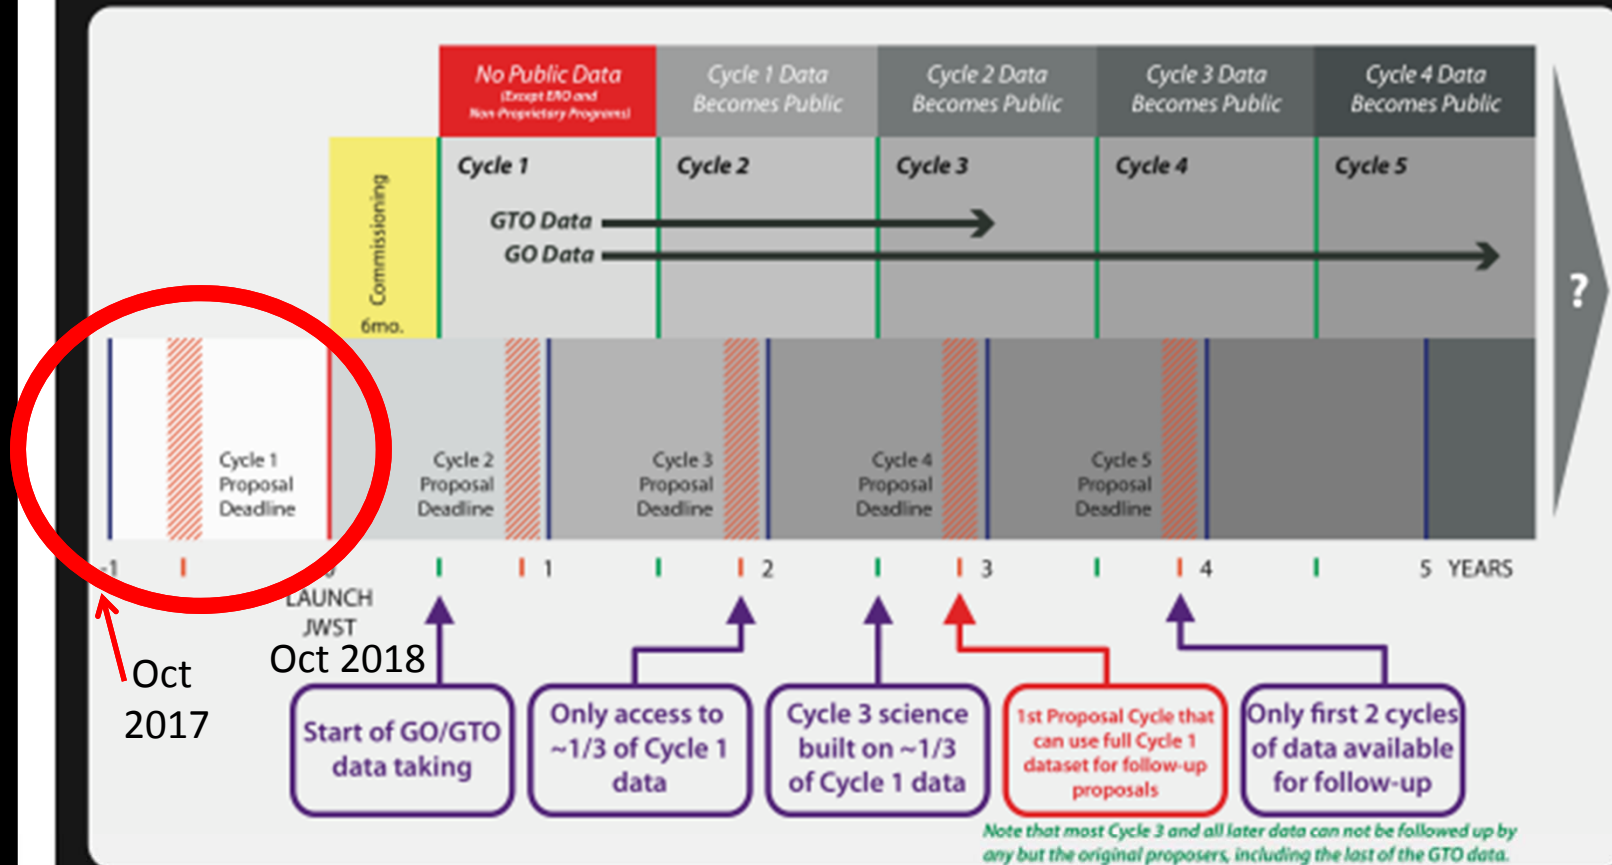 No Public Data
(Except ERO and
Non-Proprietary Programs)
Cycle 1 Data
Becomes Public
Cycle 2 Data
Becomes Public
Cycle 3 Data
Becomes Public
Cycle 4 Data
Becomes Public
Commissioning
6mo.
Cycle 1
Cycle 2
Cycle 3
Cycle 4
Cycle 5
GTO Data
GO Data
?
Cycle 1
Proposal
Deadline
Cycle 2
Proposal
Deadline
Cycle 3
Proposal
Deadline
Cycle 4
Proposal
Deadline
Cycle 5
Proposal
Deadline
-1
0
1
2
3
4
5 YEARS
LAUNCH
JWST
Oct 2018
Oct
2017
Start of GO/GTO
data taking
Only access to
~1/3 of Cycle 1
data
Cycle 3 science
built on ~1/3
of Cycle 1 data
1st Proposal Cycle that
can use full Cycle 1
dataset for follow-up
proposals
Only first 2 cycles
of data available
for follow-up
Note that most Cycle 3 and all later data can not be followed up by
any but the original proposers, including the last of the GTO data.